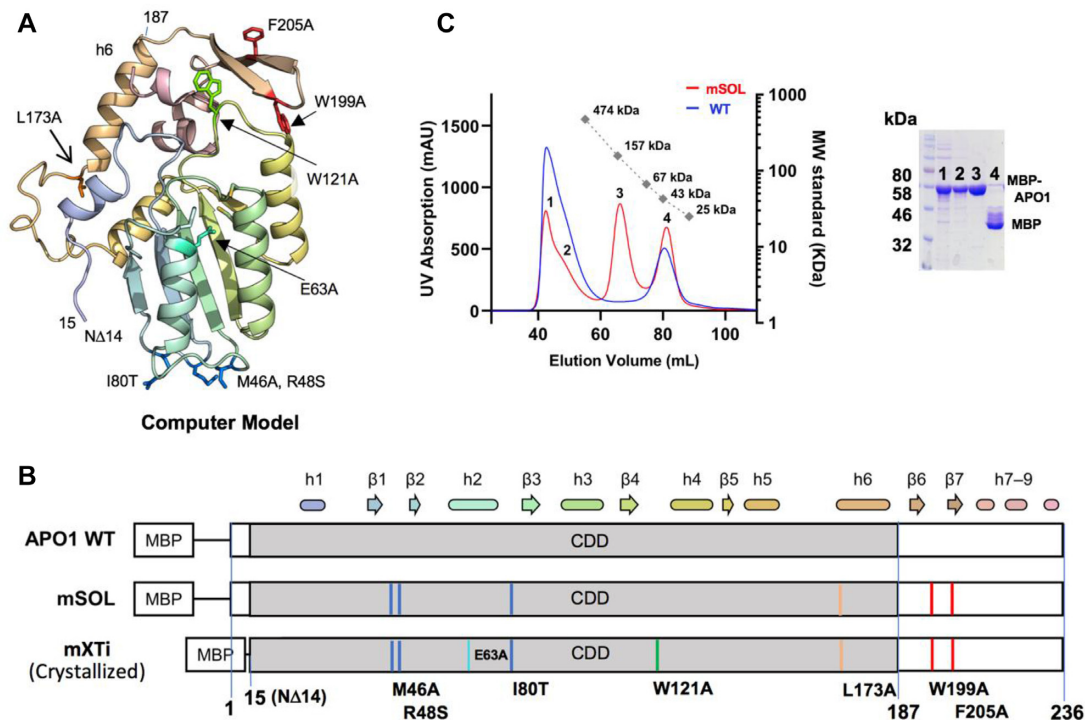 A
187
F205A
h6
L173A
W199A
W121A
E63A
15
NΔ14
I80T
M46A, R48S
Computer Model
C
mSOL
WT
UV Absorption (mAU)
1500
1000
500
0
474 kDa
157 kDa
67 kDa
43 kDa
25 kDa
1
2
3
4
1000
100
10
1
MW standard (KDa)
40
60
80
100
Elution Volume (mL)
kDa
80
58
46
32
1 2 3 4
MBP-
APO1
MBP
B
h1 β1 β2 h2 β3 h3 β4 h4 β5 h5 h6 β6 β7 h7–9
APO1 WT
MBP
CDD
mSOL
MBP
CDD
mXTi
(Crystallized)
MBP
E63A
CDD
1
15 (NΔ14)
M46A
R48S
I80T
W121A
L173A
187
W199A
F205A
236